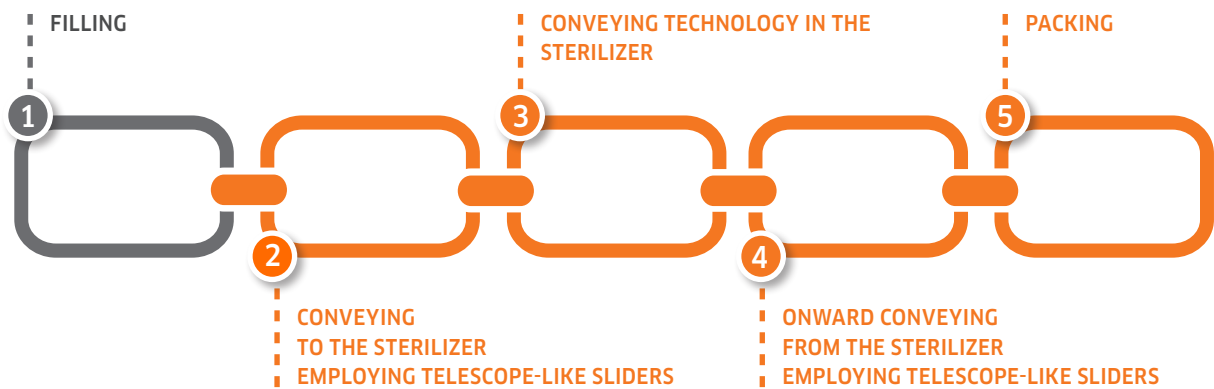 FILLING
1
2
CONVEYING
TO THE STERILIZER
EMPLOYING TELESCOPE-LIKE SLIDERS
CONVEYING TECHNOLOGY IN THE
STERILIZER
3
4
ONWARD CONVEYING
FROM THE STERILIZER
EMPLOYING TELESCOPE-LIKE SLIDERS
PACKING
5